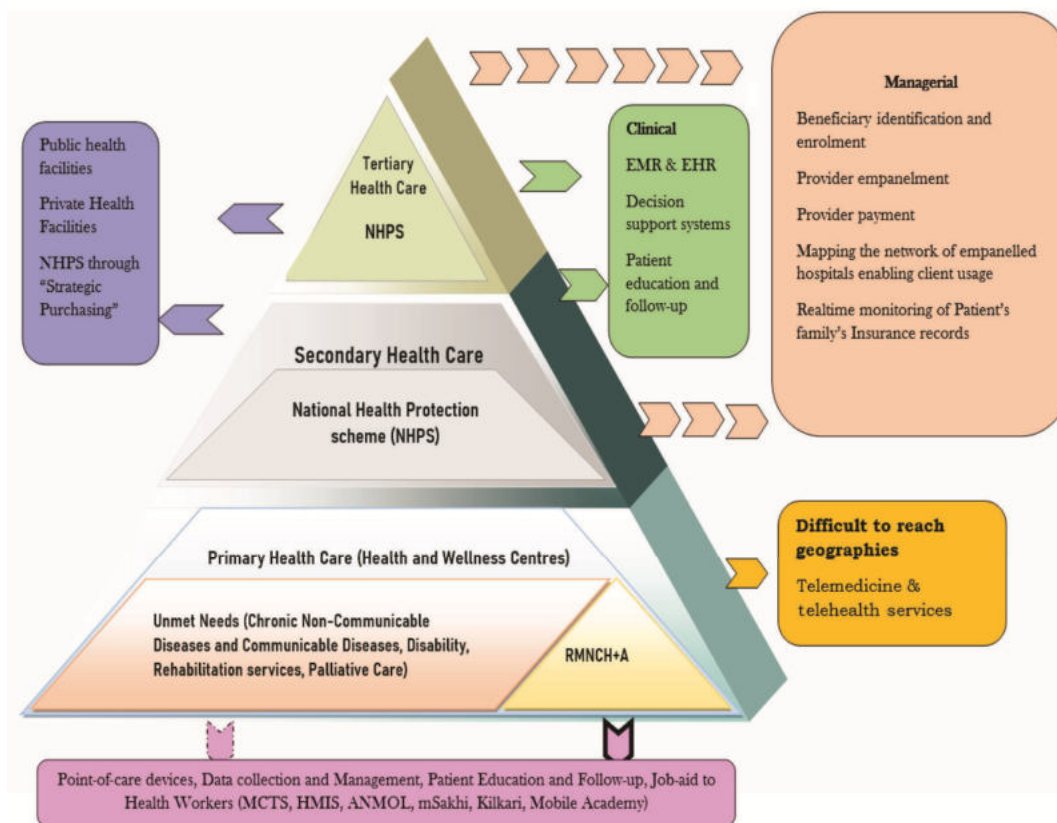 Public health
facilities
Private Health
Facilities
NHPS through
“Strategic
Purchasing”
Tertiary
Health Care
NHPS
Secondary Health Care
National Health Protection
scheme (NHPS)
Primary Health Care (Health and Wellness Centres)
Unmet Needs (Chronic Non-Communicable
Diseases and Communicable Diseases, Disability,
Rehabilitation services, Palliative Care)
RMNCH+A
Clinical
EMR & EHR
Decision
support systems
Patient
education and
follow-up
Managerial
Beneficiary identification and
enrolment
Provider empanelment
Provider payment
Mapping the network of empanelled
hospitals enabling client usage
Realtime monitoring of Patient’s
family’s Insurance records
Difficult to reach
geographies
Telemedicine &
telehealth services
Point-of-care devices, Data collection and Management, Patient Education and Follow-up, Job-aid to
Health Workers (MCTS, HMIS, ANMOL, mSakhi, Kilkari, Mobile Academy)